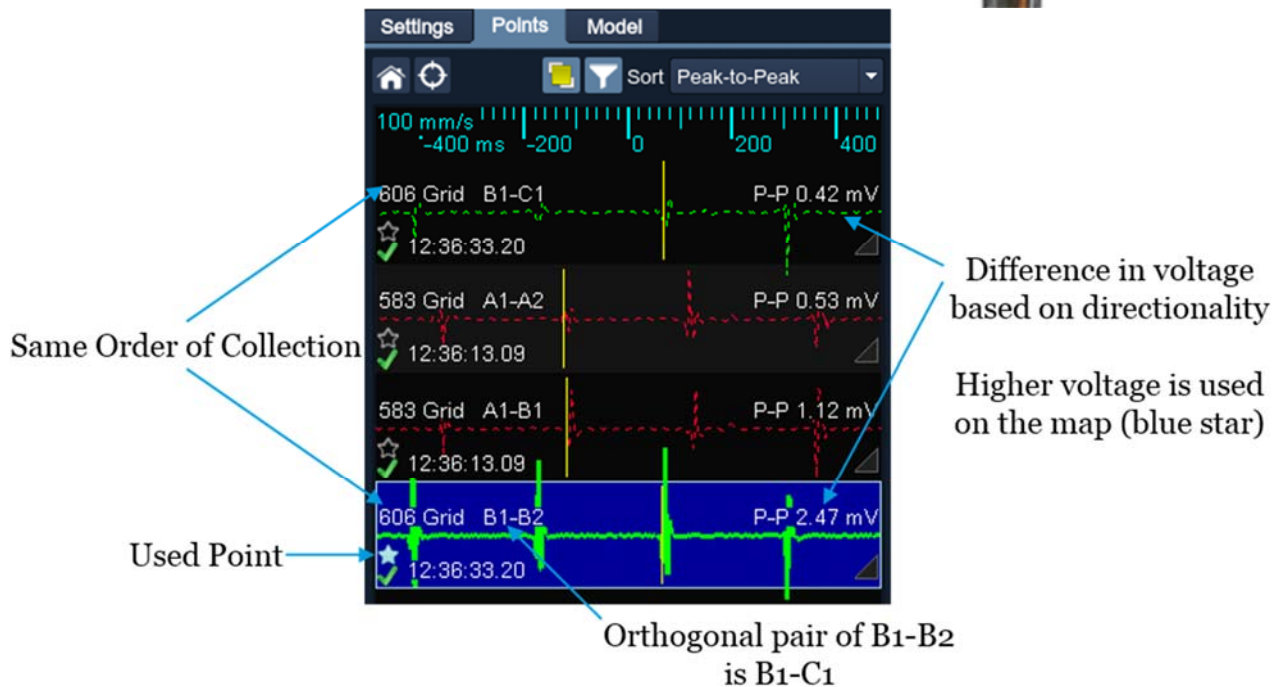 Settings Points Model
Sort Peak-to-Peak
100 mm/s
-400 ms -200 0 200 400
606 Grid B1-C1 P-P 0.42 mV
12:36:33.20
583 Grid A1-A2 P-P 0.53 mV
12:36:13.09
583 Grid A1-B1 P-P 1.12 mV
12:36:13.09
606 Grid B1-B2 P-P 2.47 mV
12:36:33.20
Same Order of Collection
Used Point
Difference in voltage
based on directionality
Higher voltage is used
on the map (blue star)
Orthogonal pair of B1-B2
is B1-C1